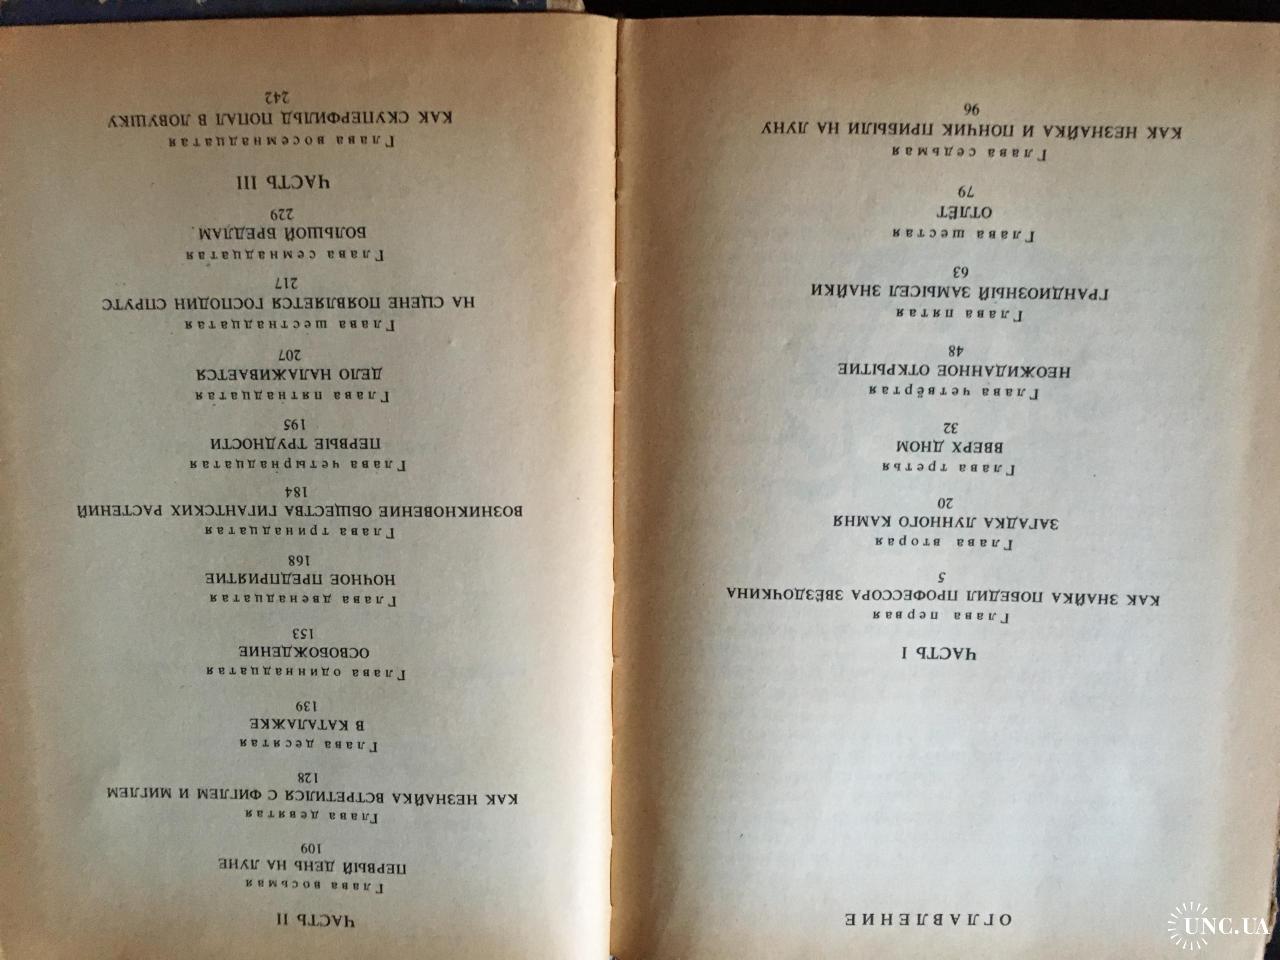 ОГЛАВЛЕНИЕ
ЧАСТЬ I
Глава первая
КАК ЗНАЙКА ПОБЕДИЛ ПРОФЕССОРА ЗВЁЗДОЧКИНА
5
Глава вторая
ЗАГАДКА ЛУННОГО КАМНЯ
20
Глава третья
ВВЕРХ ДНОМ
32
Глава четвёртая
НЕОЖИДАННОЕ ОТКРЫТИЕ
48
Глава пятая
ГРАНДИОЗНЫЙ ЗАМЫСЕЛ ЗНАЙКИ
63
Глава шестая
ОТЛЁТ
79
Глава седьмая
КАК НЕЗНАЙКА И ПОНЧИК ПРИБЫЛИ НА ЛУНУ
96
ЧАСТЬ II
Глава восьмая
ПЕРВЫЙ ДЕНЬ НА ЛУНЕ
109
Глава девятая
КАК НЕЗНАЙКА ВСТРЕТИЛСЯ С ФИГЛЕМ И МИГЛЕМ
128
Глава десятая
В КАТАЛАЖКЕ
139
Глава одиннадцатая
ОСВОБОЖДЕНИЕ
153
Глава двенадцатая
НОЧНОЕ ПРЕДПРИЯТИЕ
168
Глава тринадцатая
ВОЗНИКНОВЕНИЕ ОБЩЕСТВА ГИГАНТСКИХ РАСТЕНИЙ
184
Глава четырнадцатая
ПЕРВЫЕ ТРУДНОСТИ
195
Глава пятнадцатая
ДЕЛО НАЛАЖИВАЕТСЯ
207
Глава шестнадцатая
НА СЦЕНЕ ПОЯВЛЯЕТСЯ ГОСПОДИН СПРУТС
217
Глава семнадцатая
БОЛЬШОЙ БРЕДЛАМ
229
ЧАСТЬ III
Глава восемнадцатая
КАК СКУПЕРФИЛЬД ПОПАЛ В ЛОВУШКУ
242
UNC.UA